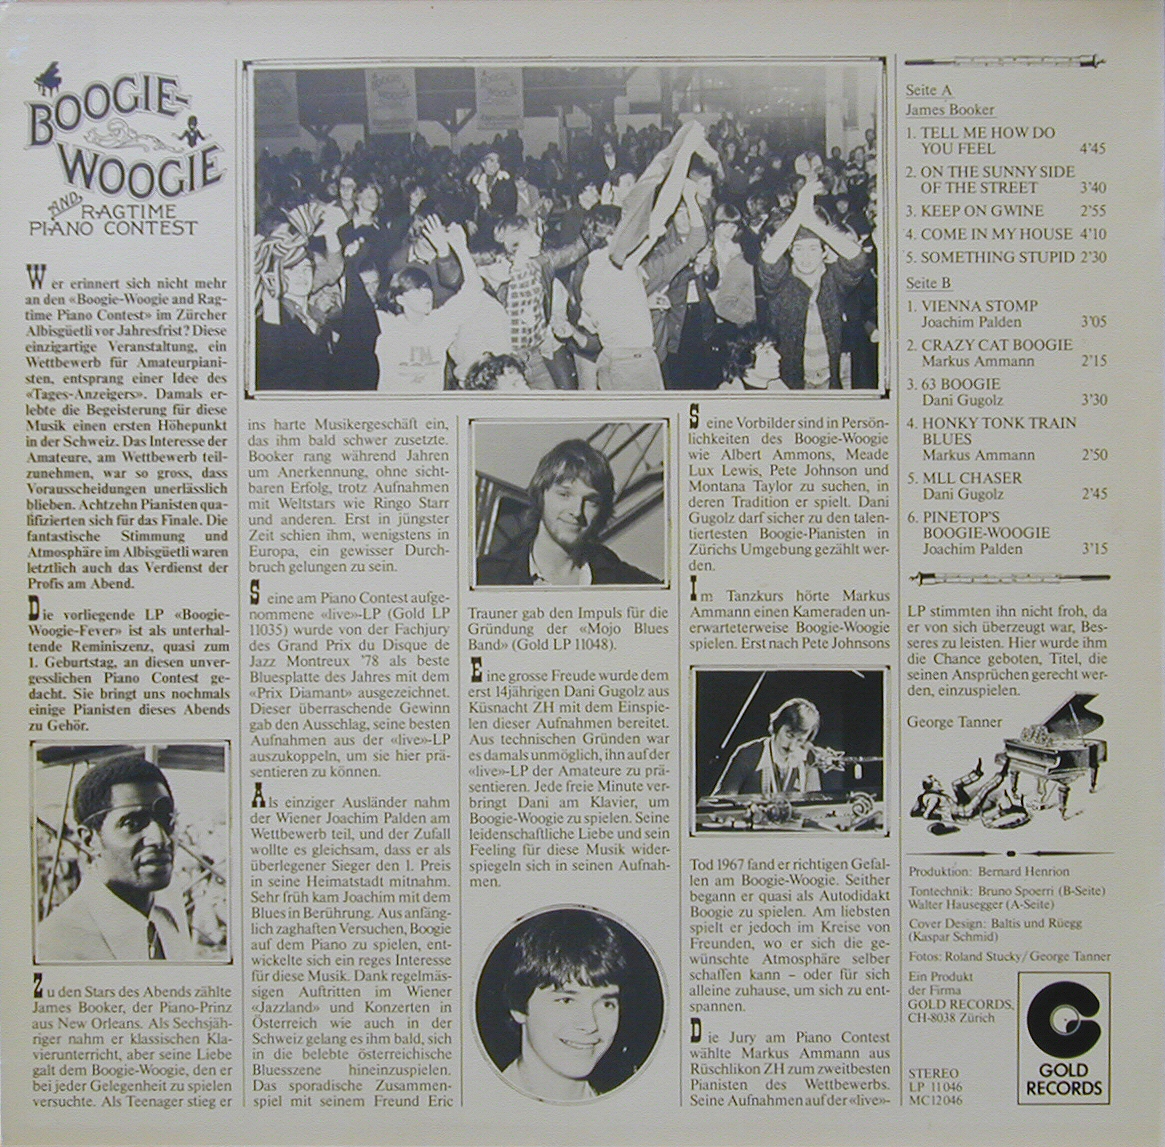 BOOGIE-
WOOGIE
AND RAGTIME
PIANO CONTEST
Wer erinnert sich nicht mehr
an den «Boogie-Woogie and Rag-
time Piano Contest» im Zürcher
Albisgüetli vor Jahresfrist? Diese
einzigartige Veranstaltung, ein
Wettbewerb für Amateurpiani-
sten, entsprang einer Idee des
«Tages-Anzeigers». Damals er-
lebte die Begeisterung für diese
Musik einen ersten Höhepunkt
in der Schweiz. Das Interesse der
Amateure, am Wettbewerb teil-
zunehmen, war so gross, dass
Vorausscheidungen unerlässlich
blieben. Achtzehn Pianisten qua-
lifizierten sich für das Finale. Die
fantastische Stimmung und
Atmosphäre im Albisgüetli waren
letztlich auch das Verdienst der
Profis am Abend.
Die vorliegende LP «Boogie-
Woogie-Fever» ist als unterhal-
tende Reminiszenz, quasi zum
1. Geburtstag, an diesen unver-
gesslichen Piano Contest ge-
dacht. Sie bringt uns nochmals
einige Pianisten dieses Abends
zu Gehör.
Zu den Stars des Abends zählte
James Booker, der Piano-Prinz
aus New Orleans. Als Sechsjäh-
riger nahm er klassischen Kla-
vierunterricht, aber seine Liebe
galt dem Boogie-Woogie, den er
bei jeder Gelegenheit zu spielen
versuchte. Als Teenager stieg er
ins harte Musikergeschäft ein,
das ihm bald schwer zusetzte.
Booker rang während Jahren
um Anerkennung, ohne sicht-
baren Erfolg, trotz Aufnahmen
mit Weltstars wie Ringo Starr
und anderen. Erst in jüngster
Zeit schien ihm, wenigstens in
Europa, ein gewisser Durch-
bruch gelungen zu sein.
Seine am Piano Contest aufge-
nommene «live»-LP (Gold LP
11035) wurde von der Fachjury
des Grand Prix du Disque de
Jazz Montreux '78 als beste
Bluesplatte des Jahres mit dem
«Prix Diamant» ausgezeichnet.
Dieser überraschende Gewinn
gab den Ausschlag, seine besten
Aufnahmen aus der «live»-LP
auszukoppeln, um sie hier prä-
sentieren zu können.
Als einziger Ausländer nahm
der Wiener Joachim Palden am
Wettbewerb teil, und der Zufall
wollte es gleichsam, dass er als
überlegener Sieger den 1. Preis
in seine Heimatstadt mitnahm.
Sehr früh kam Joachim mit dem
Blues in Berührung. Aus anfäng-
lich zaghaften Versuchen, Boogie
auf dem Piano zu spielen, ent-
wickelte sich ein reges Interesse
für diese Musik. Dank regelmäs-
sigen Auftritten im Wiener
«Jazzland» und Konzerten in
Österreich wie auch in der
Schweiz gelang es ihm bald, sich
in die belebte österreichische
Bluesszene hineinzuspielen.
Das sporadische Zusammen-
spiel mit seinem Freund Eric
Trauner gab den Impuls für die
Gründung der «Mojo Blues
Band» (Gold LP 11048).
Eine grosse Freude wurde dem
erst 14jährigen Dani Gugolz aus
Küsnacht ZH mit dem Einspie-
len dieser Aufnahmen bereitet.
Aus technischen Gründen war
es damals unmöglich, ihn auf der
«live»-LP der Amateure zu prä-
sentieren. Jede freie Minute ver-
bringt Dani am Klavier, um
Boogie-Woogie zu spielen. Seine
leidenschaftliche Liebe und sein
Feeling für diese Musik wider-
spiegeln sich in seinen Aufnah-
men.
Seine Vorbilder sind in Persön-
lichkeiten des Boogie-Woogie
wie Albert Ammons, Meade
Lux Lewis, Pete Johnson und
Montana Taylor zu suchen, in
deren Tradition er spielt. Dani
Gugolz darf sicher zu den talen-
tiertesten Boogie-Pianisten in
Zürichs Umgebung gezählt wer-
den.
Im Tanzkurs hörte Markus
Ammann einen Kameraden un-
erwarteterweise Boogie-Woogie
spielen. Erst nach Pete Johnsons
Tod 1967 fand er richtigen Gefal-
len am Boogie-Woogie. Seither
begann er quasi als Autodidakt
Boogie zu spielen. Am liebsten
spielt er jedoch im Kreise von
Freunden, wo er sich die ge-
wünschte Atmosphäre selber
schaffen kann – oder für sich
alleine zuhause, um sich zu ent-
spannen.
Die Jury am Piano Contest
wählte Markus Ammann aus
Rüschlikon ZH zum zweitbesten
Pianisten des Wettbewerbs.
Seine Aufnahmen auf der «live»-
Seite A
James Booker
1. TELL ME HOW DO
YOU FEEL 4'45
2. ON THE SUNNY SIDE
OF THE STREET 3'40
3. KEEP ON GWINE 2'55
4. COME IN MY HOUSE 4'10
5. SOMETHING STUPID 2'30
Seite B
1. VIENNA STOMP
Joachim Palden 3'05
2. CRAZY CAT BOOGIE
Markus Ammann 2'15
3. 63 BOOGIE
Dani Gugolz 3'30
4. HONKY TONK TRAIN
BLUES
Markus Ammann 2'50
5. MLL CHASER
Dani Gugolz 2'45
6. PINETOP'S
BOOGIE-WOOGIE
Joachim Palden 3'15
LP stimmten ihn nicht froh, da
er von sich überzeugt war, Bes-
seres zu leisten. Hier wurde ihm
die Chance geboten, Titel, die
seinen Ansprüchen gerecht wer-
den, einzuspielen.
George Tanner
Produktion: Bernard Henrion
Tontechnik: Bruno Spoerri (B-Seite)
Walter Hausegger (A-Seite)
Cover Design: Baltis und Rüegg
(Kaspar Schmid)
Fotos: Roland Stucky/George Tanner
Ein Produkt
der Firma
GOLD RECORDS,
CH-8038 Zürich
STEREO
LP 11046
MC12046
GOLD
RECORDS